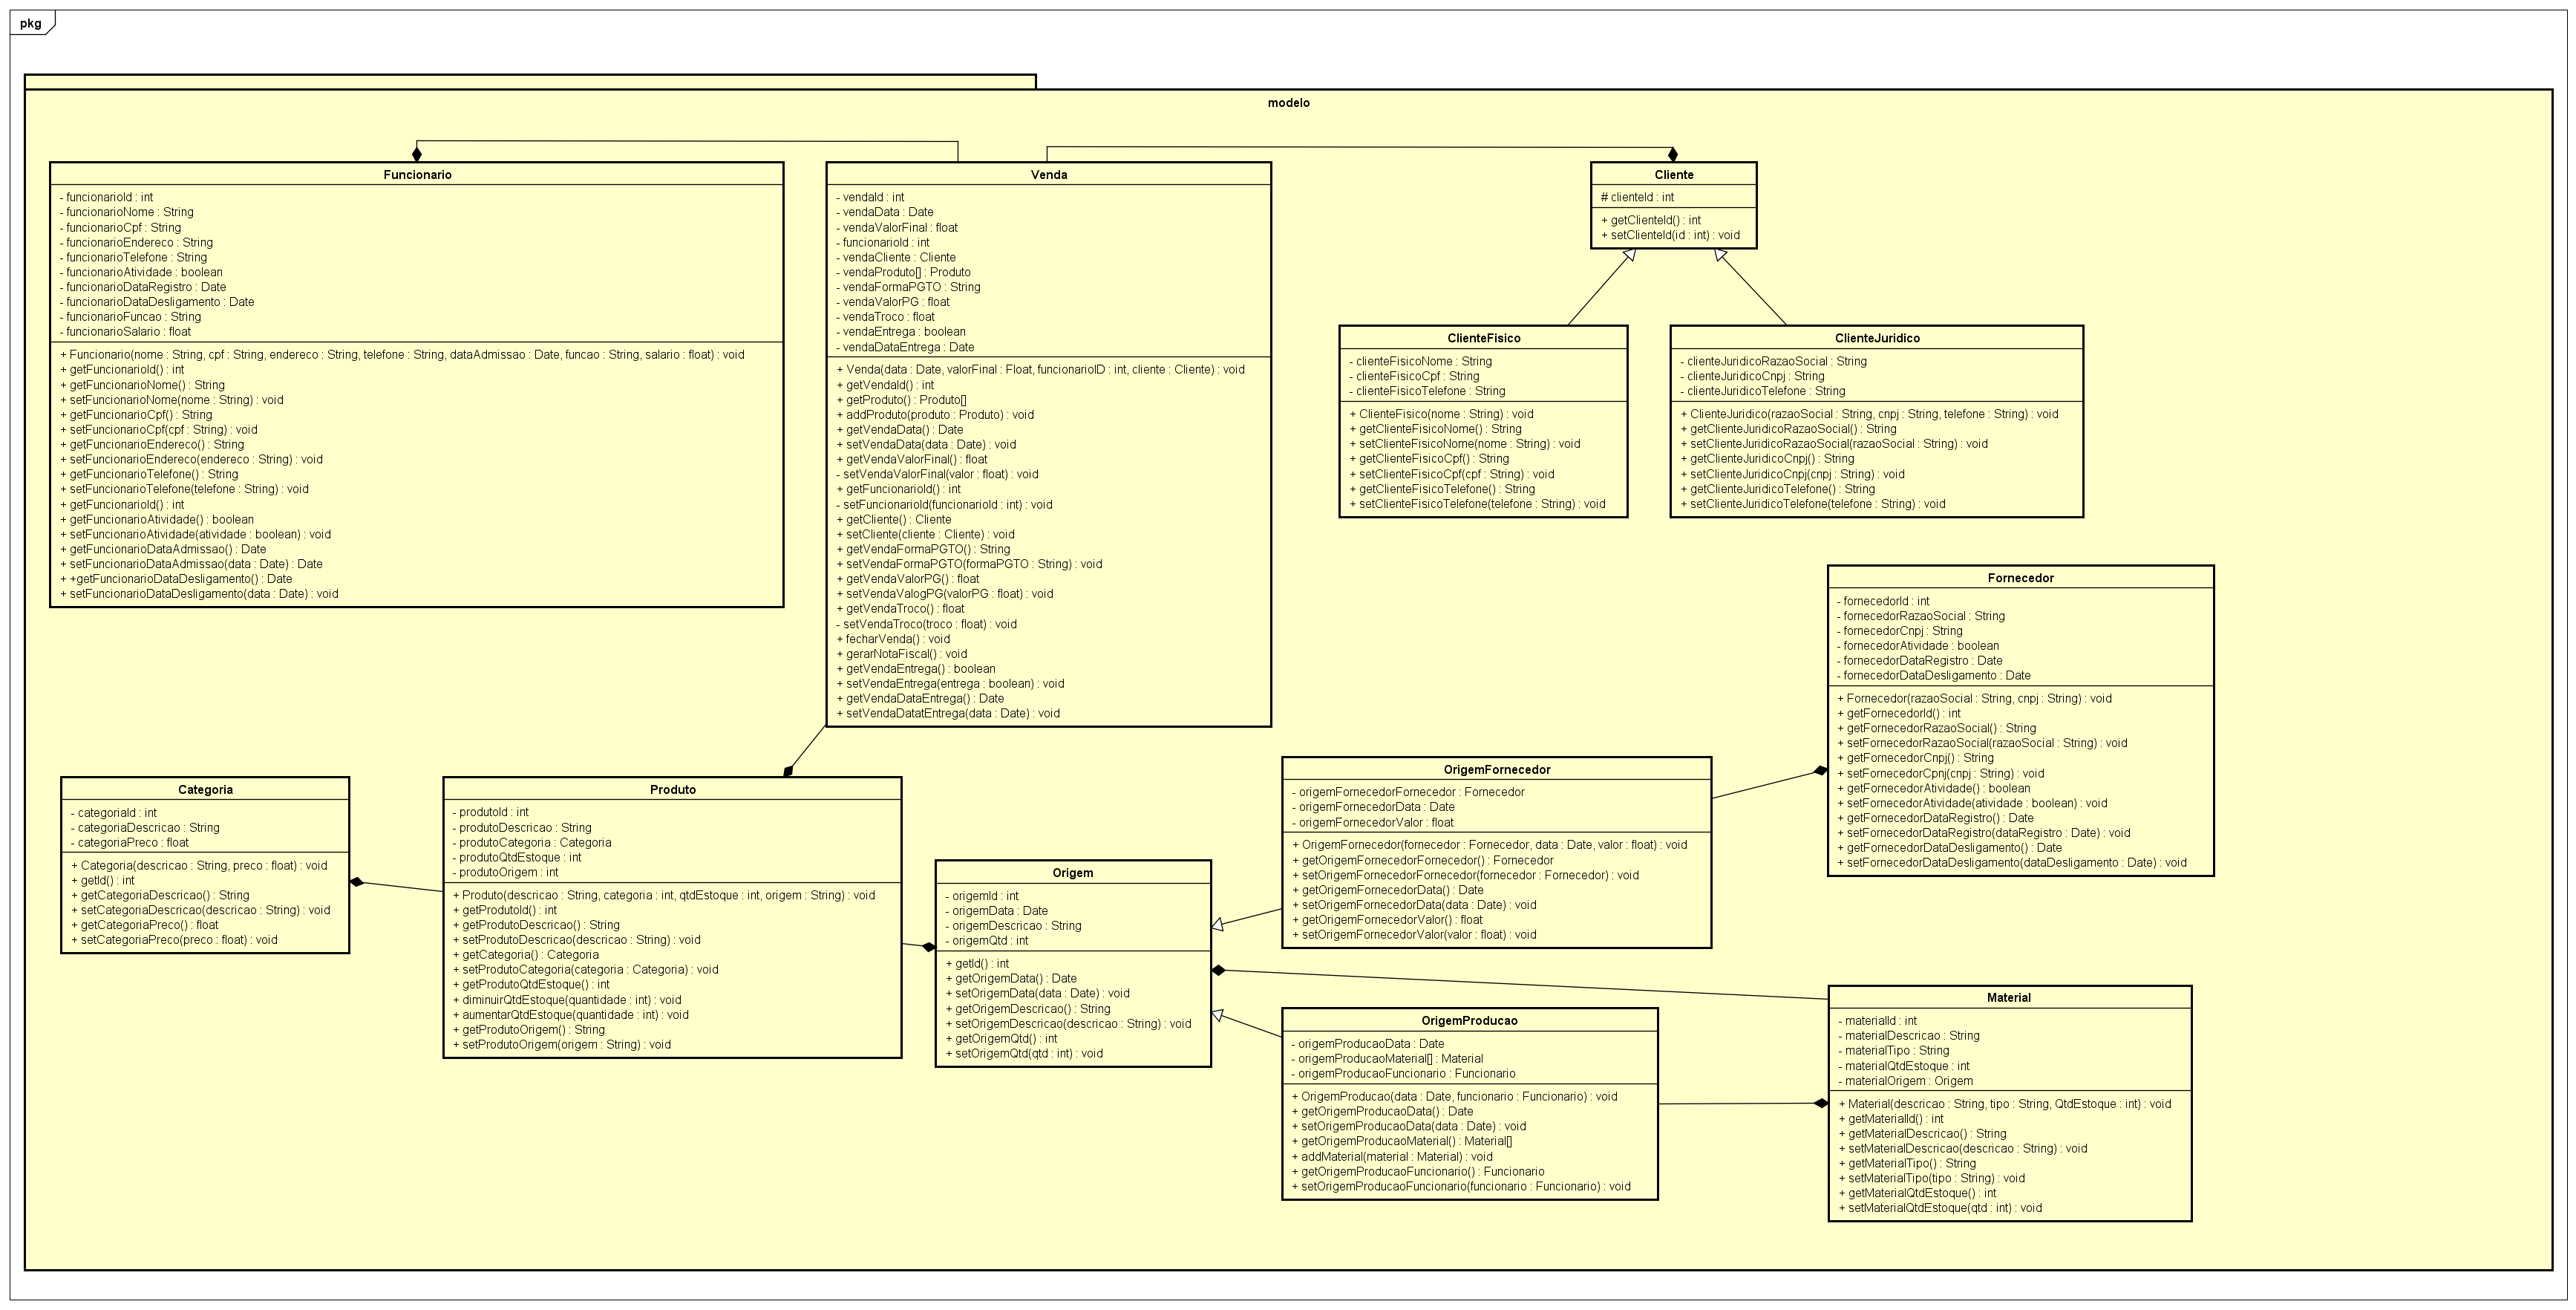 pkg
modelo
Funcionario
- funcionarioId : int
- funcionarioNome : String
- funcionarioCpf : String
- funcionarioEndereco : String
- funcionarioTelefone : String
- funcionarioAtividade : boolean
- funcionarioDataRegistro : Date
- funcionarioDataDesligamento : Date
- funcionarioFuncao : String
- funcionarioSalario : float
+ Funcionario(nome : String, cpf : String, endereco : String, telefone : String, dataAdmissao : Date, funcao : String, salario : float) : void
+ getFuncionarioId() : int
+ getFuncionarioNome() : String
+ setFuncionarioNome(nome : String) : void
+ getFuncionarioCpf() : String
+ setFuncionarioCpf(cpf : String) : void
+ getFuncionarioEndereco() : String
+ setFuncionarioEndereco(endereco : String) : void
+ getFuncionarioTelefone() : String
+ setFuncionarioTelefone(telefone : String) : void
+ getFuncionarioId() : int
+ getFuncionarioAtividade() : boolean
+ setFuncionarioAtividade(atividade : boolean) : void
+ getFuncionarioDataAdmissao() : Date
+ setFuncionarioDataAdmissao(data : Date) : Date
+ +getFuncionarioDataDesligamento() : Date
+ setFuncionarioDataDesligamento(data : Date) : void
Venda
- vendaId : int
- vendaData : Date
- vendaValorFinal : float
- funcionarioId : int
- vendaCliente : Cliente
- vendaProduto[] : Produto
- vendaFormaPGTO : String
- vendaValorPG : float
- vendaTroco : float
- vendaEntrega : boolean
- vendaDataEntrega : Date
+ Venda(data : Date, valorFinal : Float, funcionarioID : int, cliente : Cliente) : void
+ getVendaId() : int
+ getProduto() : Produto[]
+ addProduto(produto : Produto) : void
+ getVendaData() : Date
+ setVendaData(data : Date) : void
+ getVendaValorFinal() : float
- setVendaValorFinal(valor : float) : void
+ getFuncionarioId() : int
- setFuncionarioId(funcionarioId : int) : void
+ getCliente() : Cliente
+ setCliente(cliente : Cliente) : void
+ getVendaFormaPGTO() : String
+ setVendaFormaPGTO(formaPGTO : String) : void
+ getVendaValorPG() : float
+ setVendaValogPG(valorPG : float) : void
+ getVendaTroco() : float
- setVendaTroco(troco : float) : void
+ fecharVenda() : void
+ gerarNotaFiscal() : void
+ getVendaEntrega() : boolean
+ setVendaEntrega(entrega : boolean) : void
+ getVendaDataEntrega() : Date
+ setVendaDatatEntrega(data : Date) : void
Cliente
# clienteId : int
+ getClienteId() : int
+ setClienteId(id : int) : void
ClienteFisico
- clienteFisicoNome : String
- clienteFisicoCpf : String
- clienteFisicoTelefone : String
+ ClienteFisico(nome : String) : void
+ getClienteFisicoNome() : String
+ setClienteFisicoNome(nome : String) : void
+ getClienteFisicoCpf() : String
+ setClienteFisicoCpf(cpf : String) : void
+ getClienteFisicoTelefone() : String
+ setClienteFisicoTelefone(telefone : String) : void
ClienteJuridico
- clienteJuridicoRazaoSocial : String
- clienteJuridicoCnpj : String
- clienteJuridicoTelefone : String
+ ClienteJuridico(razaoSocial : String, cnpj : String, telefone : String) : void
+ getClienteJuridicoRazaoSocial() : String
+ setClienteJuridicoRazaoSocial(razaoSocial : String) : void
+ getClienteJuridicoCnpj() : String
+ setClienteJuridicoCnpj(cnpj : String) : void
+ getClienteJuridicoTelefone() : String
+ setClienteJuridicoTelefone(telefone : String) : void
Fornecedor
- fornecedorId : int
- fornecedorRazaoSocial : String
- fornecedorCnpj : String
- fornecedorAtividade : boolean
- fornecedorDataRegistro : Date
- fornecedorDataDesligamento : Date
+ Fornecedor(razaoSocial : String, cnpj : String) : void
+ getFornecedorId() : int
+ getFornecedorRazaoSocial() : String
+ setFornecedorRazaoSocial(razaoSocial : String) : void
+ getFornecedorCnpj() : String
+ setFornecedorCpnj(cnpj : String) : void
+ getFornecedorAtividade() : boolean
+ setFornecedorAtividade(atividade : boolean) : void
+ getFornecedorDataRegistro() : Date
+ setFornecedorDataRegistro(dataRegistro : Date) : void
+ getFornecedorDataDesligamento() : Date
+ setFornecedorDataDesligamento(dataDesligamento : Date) : void
Categoria
- categoriaId : int
- categoriaDescricao : String
- categoriaPreco : float
+ Categoria(descricao : String, preco : float) : void
+ getId() : int
+ getCategoriaDescricao() : String
+ setCategoriaDescricao(descricao : String) : void
+ getCategoriaPreco() : float
+ setCategoriaPreco(preco : float) : void
Produto
- produtoId : int
- produtoDescricao : String
- produtoCategoria : Categoria
- produtoQtdEstoque : int
- produtoOrigem : int
+ Produto(descricao : String, categoria : int, qtdEstoque : int, origem : String) : void
+ getProdutoId() : int
+ getProdutoDescricao() : String
+ setProdutoDescricao(descricao : String) : void
+ getCategoria() : Categoria
+ setProdutoCategoria(categoria : Categoria) : void
+ getProdutoQtdEstoque() : int
+ diminuirQtdEstoque(quantidade : int) : void
+ aumentarQtdEstoque(quantidade : int) : void
+ getProdutoOrigem() : String
+ setProdutoOrigem(origem : String) : void
Origem
- origemId : int
- origemData : Date
- origemDescricao : String
- origemQtd : int
+ getId() : int
+ getOrigemData() : Date
+ setOrigemData(data : Date) : void
+ getOrigemDescricao() : String
+ setOrigemDescricao(descricao : String) : void
+ getOrigemQtd() : int
+ setOrigemQtd(qtd : int) : void
OrigemFornecedor
- origemFornecedorFornecedor : Fornecedor
- origemFornecedorData : Date
- origemFornecedorValor : float
+ OrigemFornecedor(fornecedor : Fornecedor, data : Date, valor : float) : void
+ getOrigemFornecedorFornecedor() : Fornecedor
+ setOrigemFornecedorFornecedor(fornecedor : Fornecedor) : void
+ getOrigemFornecedorData() : Date
+ setOrigemFornecedorData(data : Date) : void
+ getOrigemFornecedorValor() : float
+ setOrigemFornecedorValor(valor : float) : void
OrigemProducao
- origemProducaoData : Date
- origemProducaoMaterial[] : Material
- origemProducaoFuncionario : Funcionario
+ OrigemProducao(data : Date, funcionario : Funcionario) : void
+ getOrigemProducaoData() : Date
+ setOrigemProducaoData(data : Date) : void
+ getOrigemProducaoMaterial() : Material[]
+ addMaterial(material : Material) : void
+ getOrigemProducaoFuncionario() : Funcionario
+ setOrigemProducaoFuncionario(funcionario : Funcionario) : void
Material
- materialId : int
- materialDescricao : String
- materialTipo : String
- materialQtdEstoque : int
- materialOrigem : Origem
+ Material(descricao : String, tipo : String, QtdEstoque : int) : void
+ getMaterialId() : int
+ getMaterialDescricao() : String
+ setMaterialDescricao(descricao : String) : void
+ getMaterialTipo() : String
+ setMaterialTipo(tipo : String) : void
+ getMaterialQtdEstoque() : int
+ setMaterialQtdEstoque(qtd : int) : void